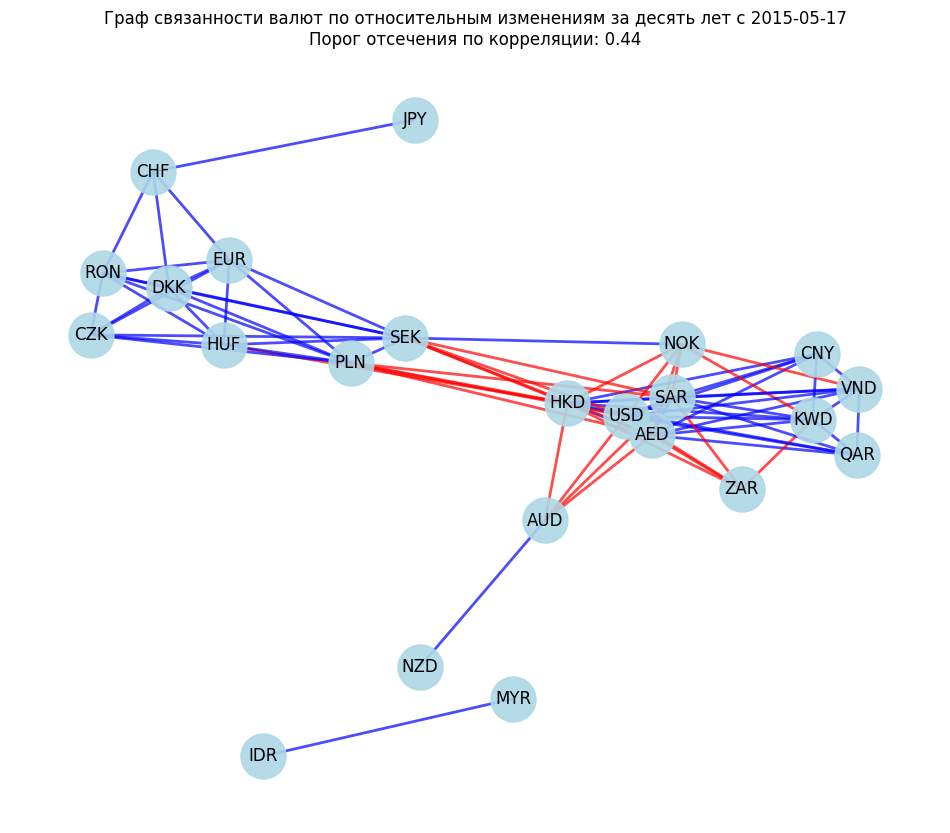 Граф связанности валют по относительным изменениям за десять лет с 2015-05-17
Порог отсечения по корреляции: 0.44
JPY
CHF
EUR
RON
DKK
CZK
HUF
SEK
PLN
NOK
CNY
VND
SAR
HKD
USD
KWD
AED
QAR
ZAR
AUD
NZD
MYR
IDR